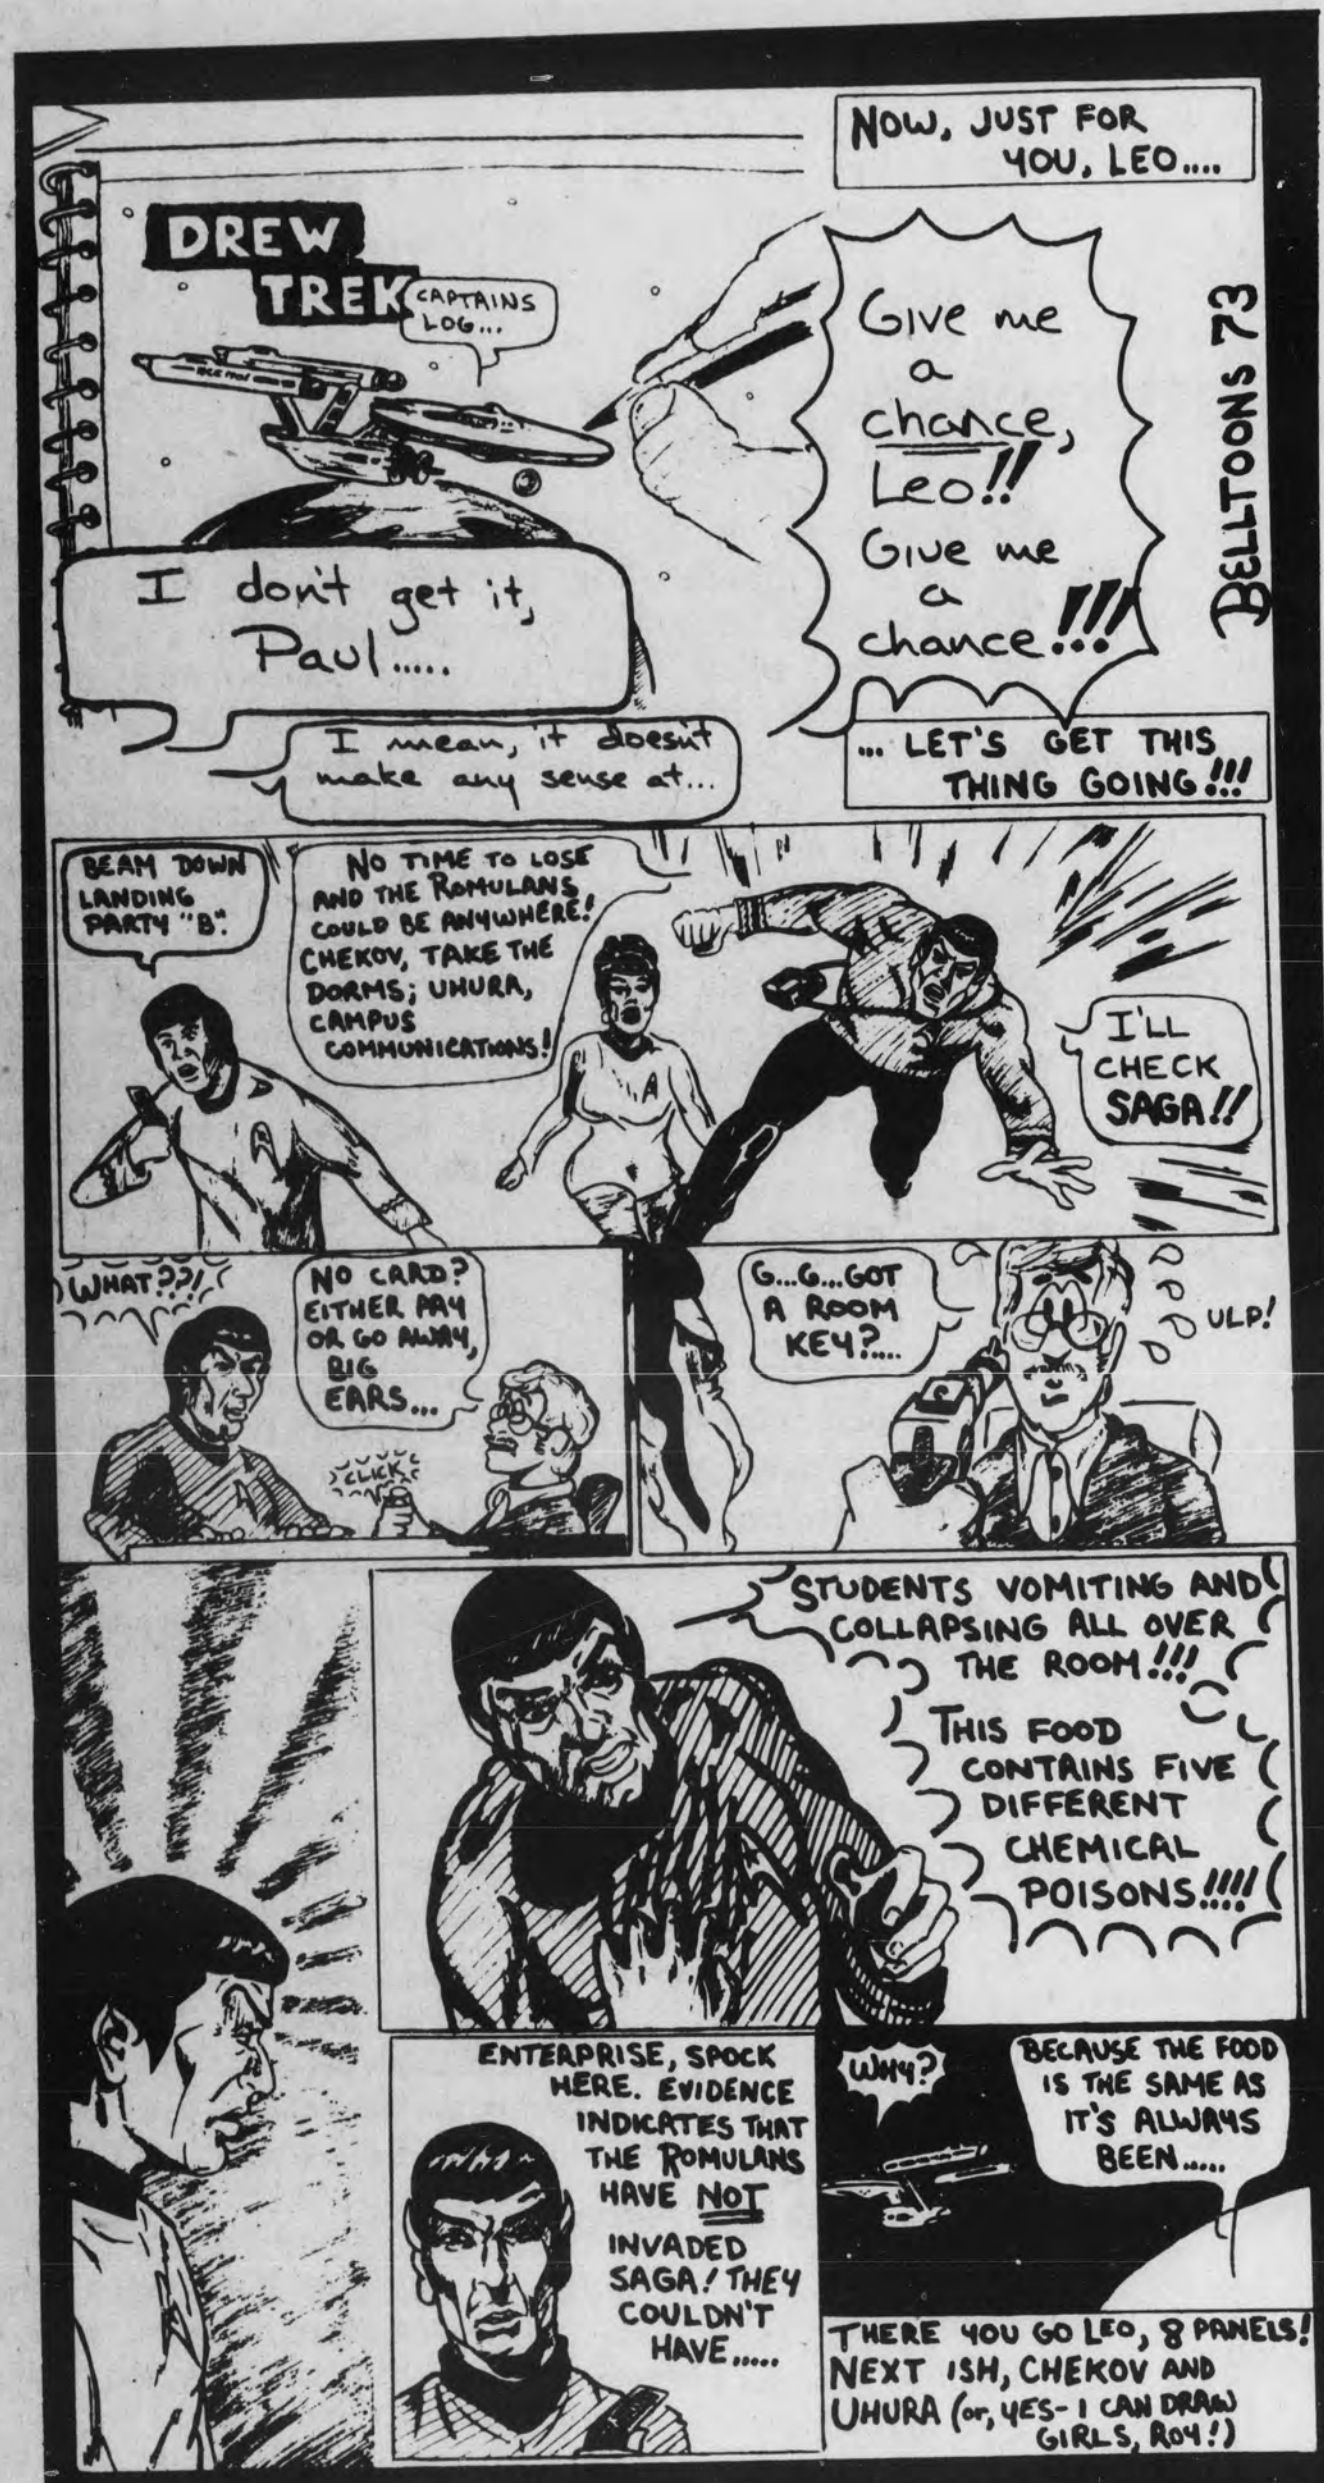 NOW, JUST FOR
YOU, LEO....
DREW
TREK
CAPTAINS
LOG...
Give me
a
chance,
Leo!!
Give me
a
chance!!!
BELLTOONS 73
I don't get it,
Paul.....
I mean, it doesn't
make any sense at...
... LET'S GET THIS
THING GOING!!!
BEAM DOWN
LANDING
PARTY "B".
NO TIME TO LOSE
AND THE ROMULANS
COULD BE ANYWHERE!
CHEKOV, TAKE THE
DORMS; UHURA,
CAMPUS
COMMUNICATIONS!
A
I'LL
CHECK
SAGA!!
WHAT??!
NO CARD?
EITHER PAY
OR GO AWAY,
BIG
EARS...
CLICK
G...G...GOT
A ROOM
KEY?....
ULP!
STUDENTS VOMITING AND
COLLAPSING ALL OVER
THE ROOM!!!
THIS FOOD
CONTAINS FIVE
DIFFERENT
CHEMICAL
POISONS!!!!
ENTERPRISE, SPOCK
HERE. EVIDENCE
INDICATES THAT
THE ROMULANS
HAVE NOT
INVADED
SAGA! THEY
COULDN'T
HAVE.....
WHY?
BECAUSE THE FOOD
IS THE SAME AS
IT'S ALWAYS
BEEN.....
THERE YOU GO LEO, 8 PANELS!
NEXT ISH, CHEKOV AND
UHURA (or, YES- I CAN DRAW
GIRLS, ROY!)